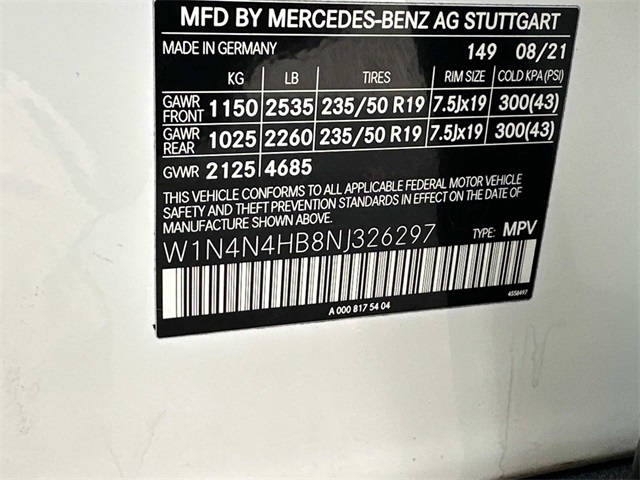 MFD BY MERCEDES-BENZ AG STUTTGART
MADE IN GERMANY 149 08/21
KG LB TIRES RIM SIZE COLD KPA(PSI)
GAWR FRONT 1150 2535 235/50 R19 7.5Jx19 300(43)
GAWR REAR 1025 2260 235/50 R19 7.5Jx19 300(43)
GWR 2125 4685
THIS VEHICLE CONFORMS TO ALL APPLICABLE FEDERAL MOTOR VEHICLE
SAFETY AND THEFT PREVENTION STANDARDS IN EFFECT ON THE DATE OF
MANUFACTURE SHOWN ABOVE.
W1N4N4HB8NJ326297 TYPE: MPV
A 000 817 54 04
4558497